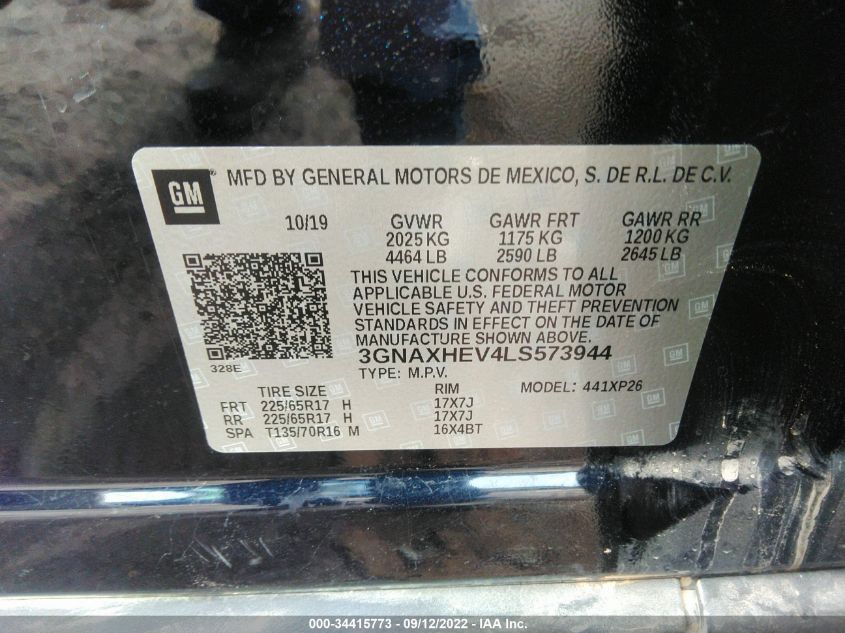 GM MFD BY GENERAL MOTORS DE MEXICO, S. DE R.L. DE C.V.
10/19 GVWR GAWR FRT GAWR RR
2025 KG 1175 KG 1200 KG
4464 LB 2590 LB 2645 LB
THIS VEHICLE CONFORMS TO ALL
APPLICABLE U.S. FEDERAL MOTOR
VEHICLE SAFETY AND THEFT PREVENTION
STANDARDS IN EFFECT ON THE DATE OF
MANUFACTURE SHOWN ABOVE.
328E 3GNAXHEV4LS573944
TYPE: M.P.V. MODEL: 441XP26
TIRE SIZE RIM
FRT 225/65R17 H 17X7J
RR 225/65R17 H 17X7J
SPA T135/70R16 M 16X4BT
000-34415773 - 09/12/2022 - IAA Inc.